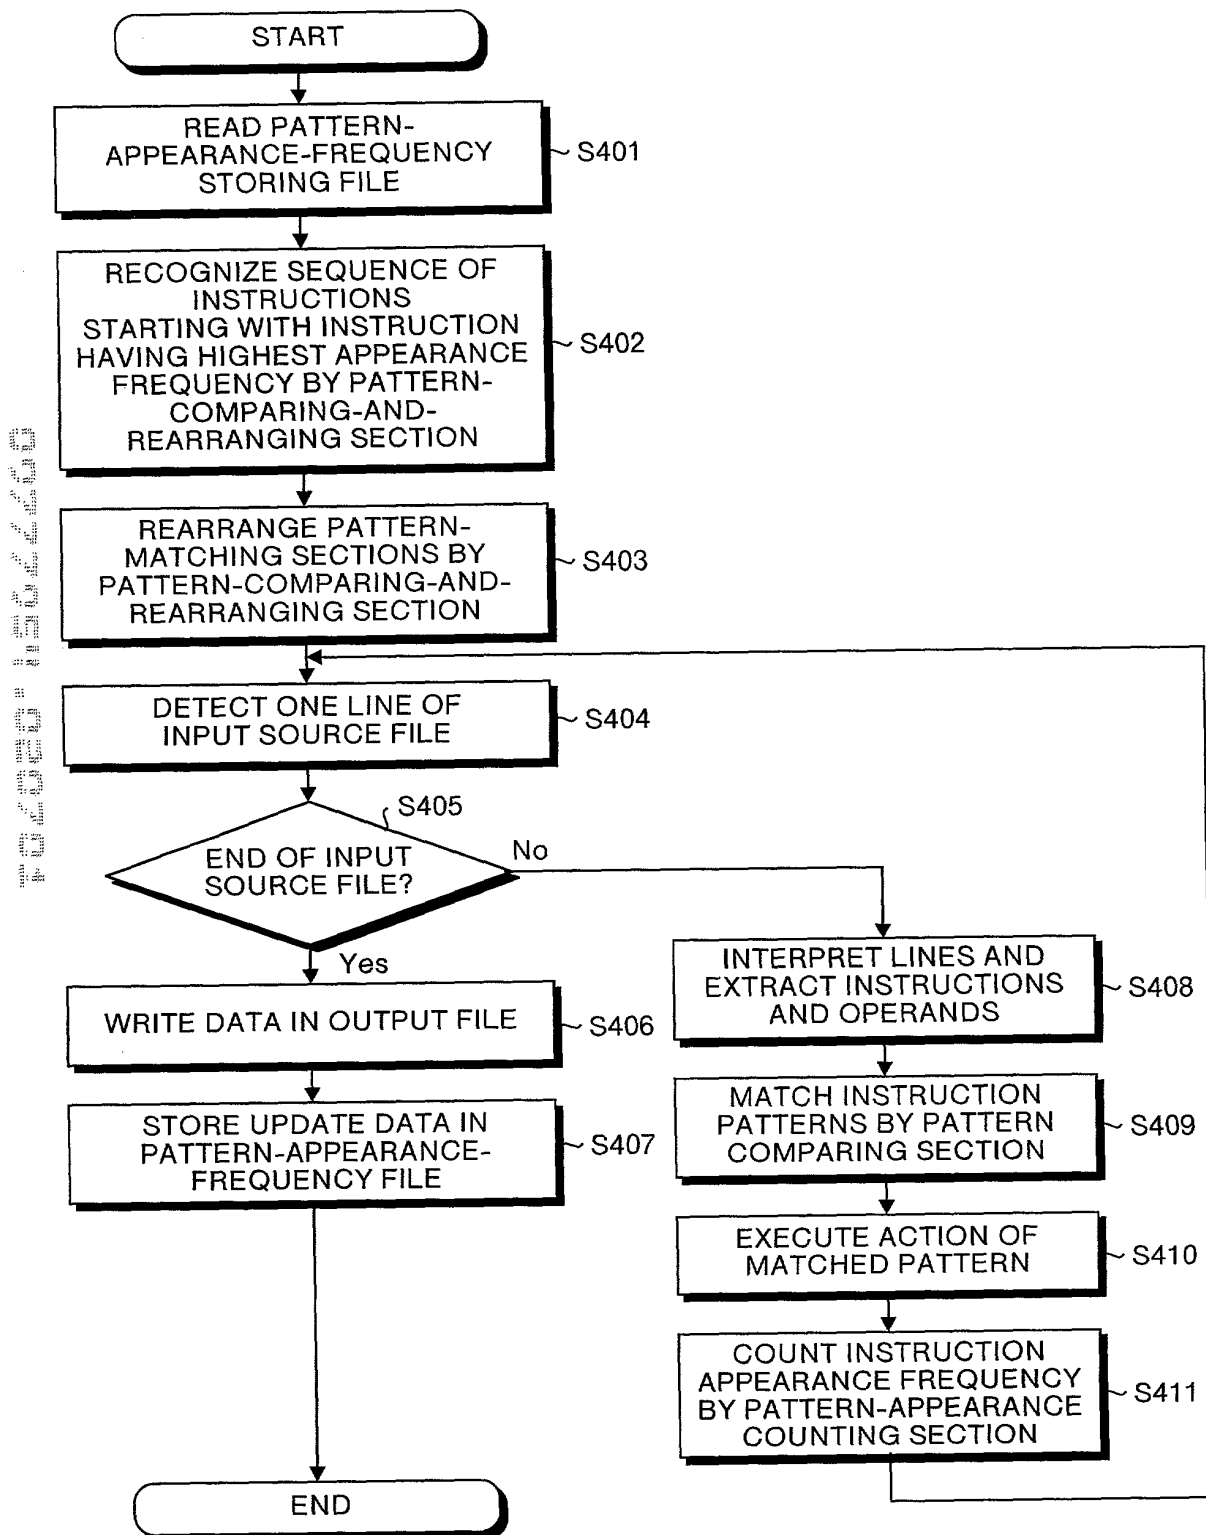 START
READ PATTERN-
APPEARANCE-FREQUENCY
STORING FILE
S401
RECOGNIZE SEQUENCE OF
INSTRUCTIONS
STARTING WITH INSTRUCTION
HAVING HIGHEST APPEARANCE
FREQUENCY BY PATTERN-
COMPARING-AND-
REARRANGING SECTION
S402
REARRANGE PATTERN-
MATCHING SECTIONS BY
PATTERN-COMPARING-AND-
REARRANGING SECTION
S403
DETECT ONE LINE OF
INPUT SOURCE FILE
S404
S405
END OF INPUT
SOURCE FILE?
No
Yes
WRITE DATA IN OUTPUT FILE
S406
STORE UPDATE DATA IN
PATTERN-APPEARANCE-
FREQUENCY FILE
S407
INTERPRET LINES AND
EXTRACT INSTRUCTIONS
AND OPERANDS
S408
MATCH INSTRUCTION
PATTERNS BY PATTERN
COMPARING SECTION
S409
EXECUTE ACTION OF
MATCHED PATTERN
S410
COUNT INSTRUCTION
APPEARANCE FREQUENCY
BY PATTERN-APPEARANCE
COUNTING SECTION
S411
END